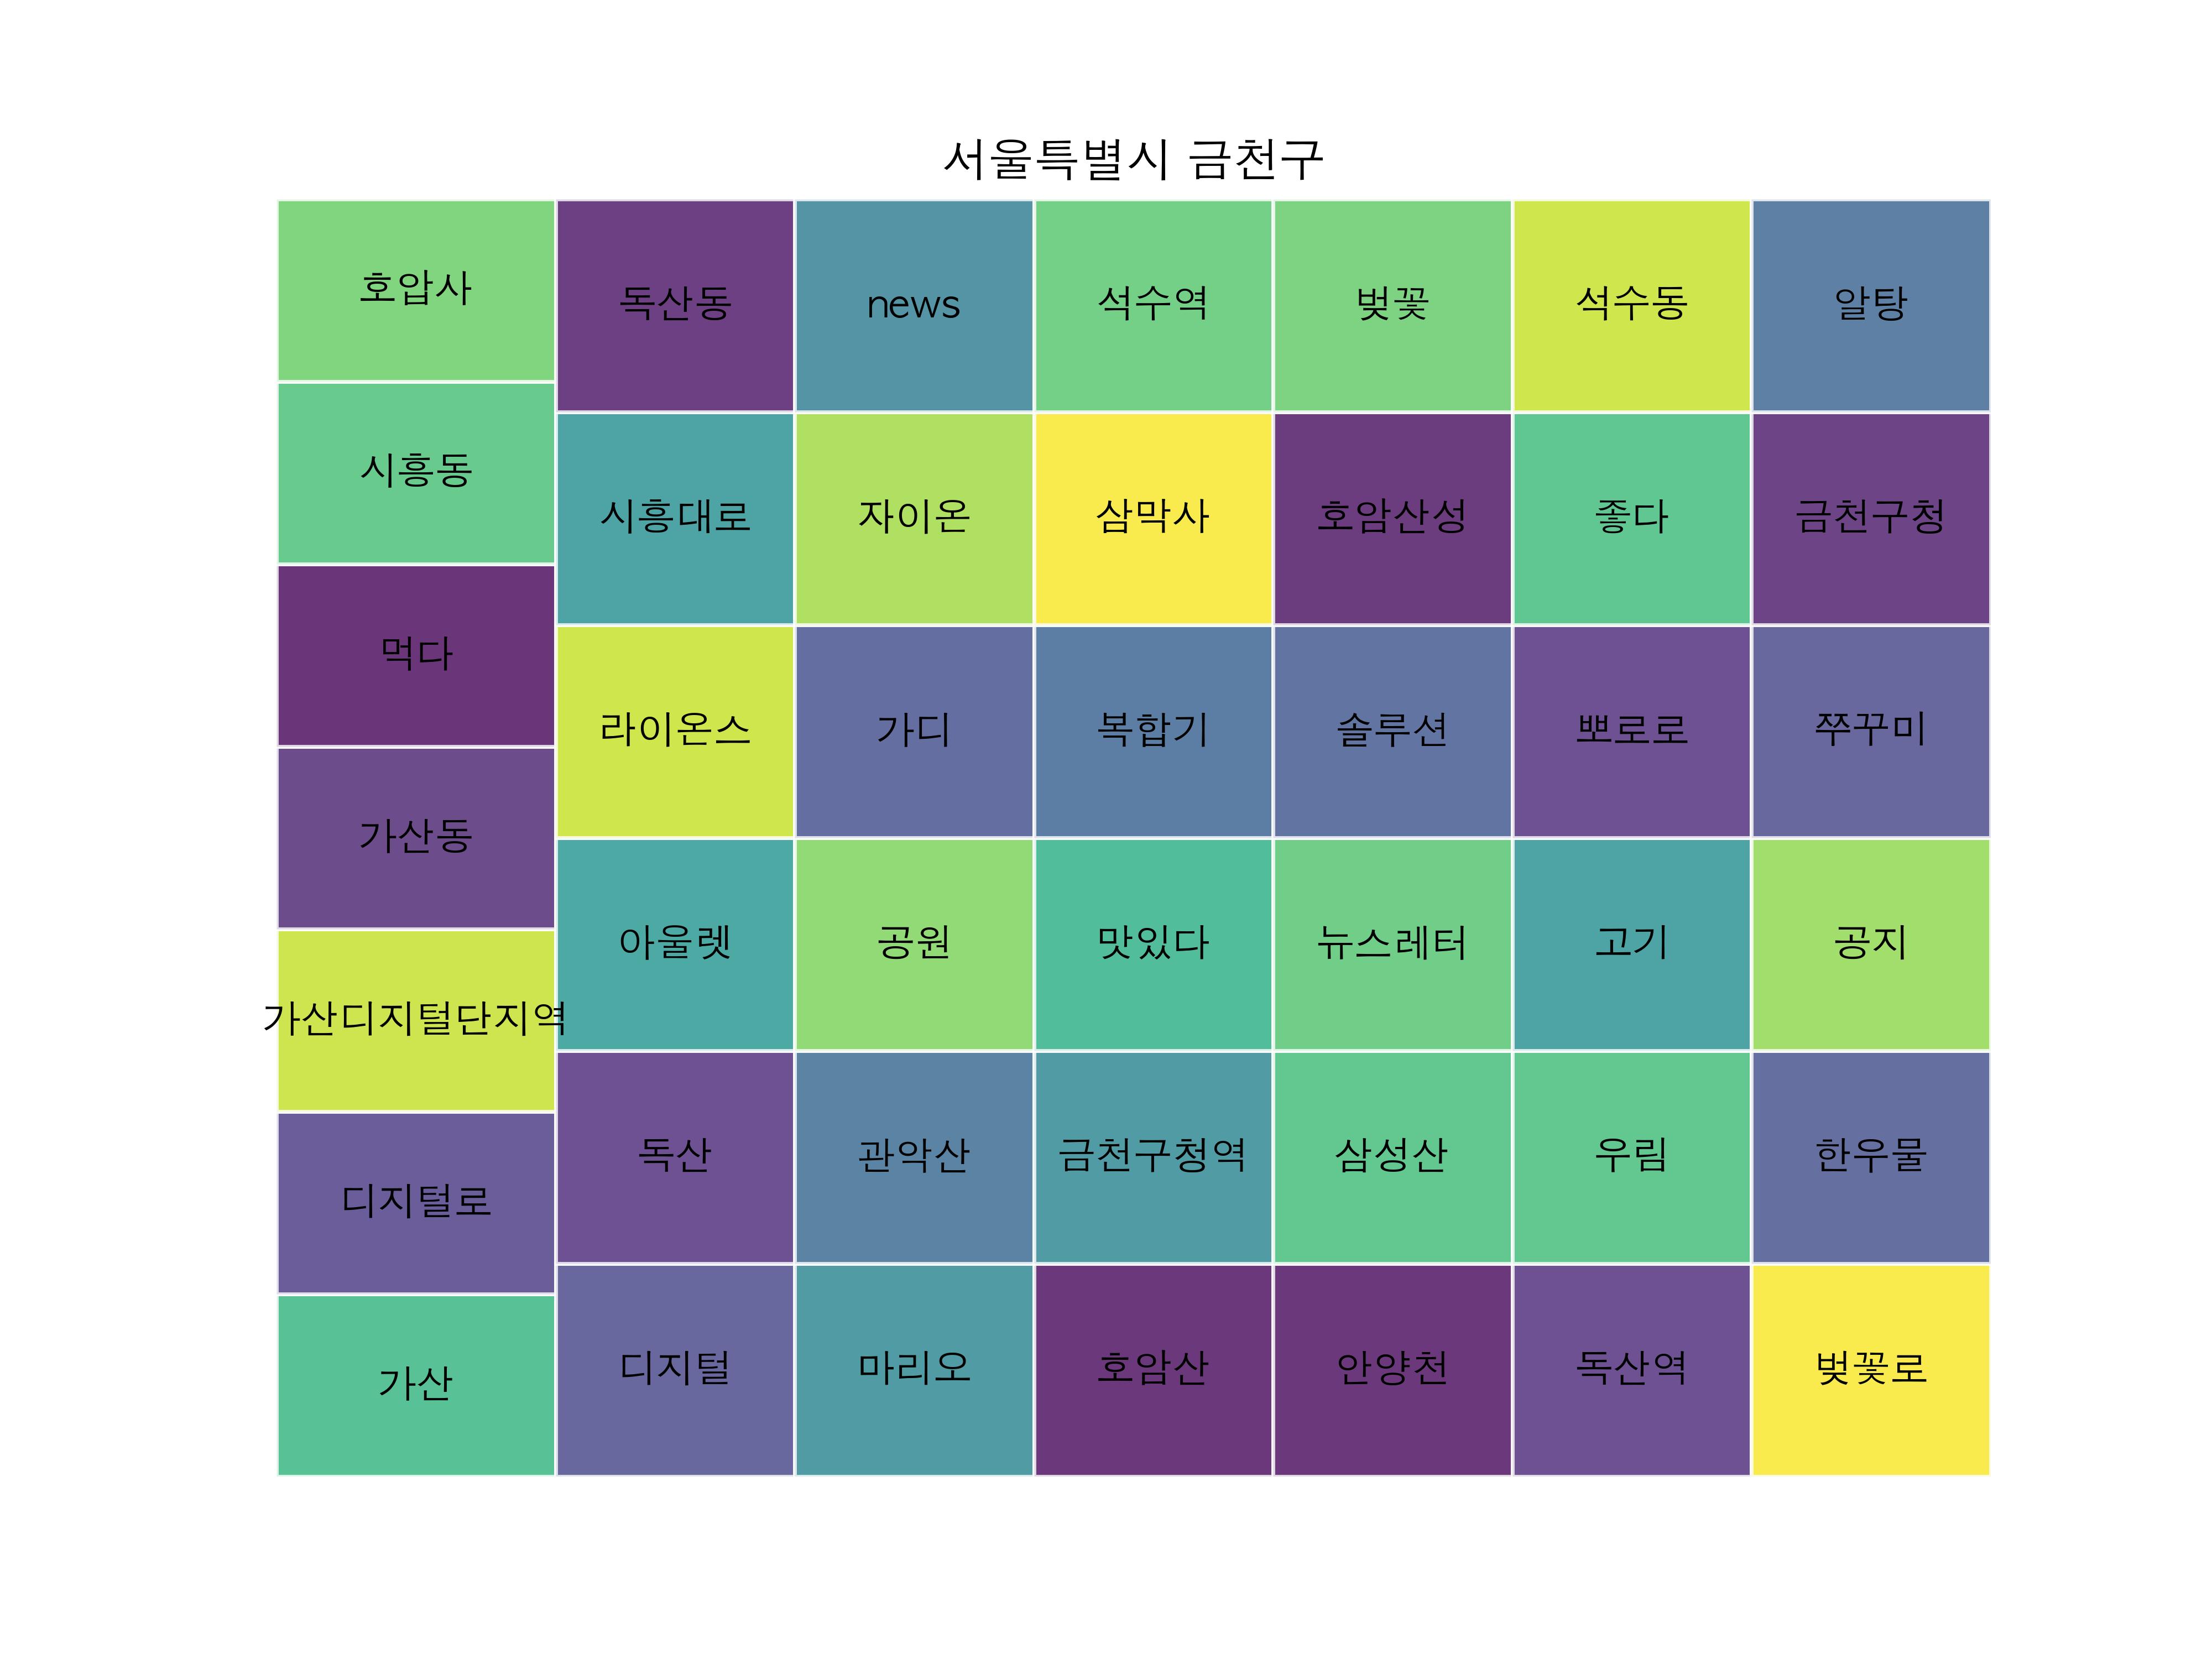 서울특별시 금천구
호압사
시흥동
먹다
가산동
가산디지털단지역
디지털로
가산
독산동
시흥대로
라이온스
아울렛
독산
디지털
news
자이온
가디
공원
관악산
마리오
석수역
삼막사
복합기
맛있다
금천구청역
호암산
벚꽃
호암산성
솔루션
뉴스레터
삼성산
안양천
석수동
좋다
뽀로로
고기
우림
독산역
알탕
금천구청
쭈꾸미
공지
한우물
벚꽃로